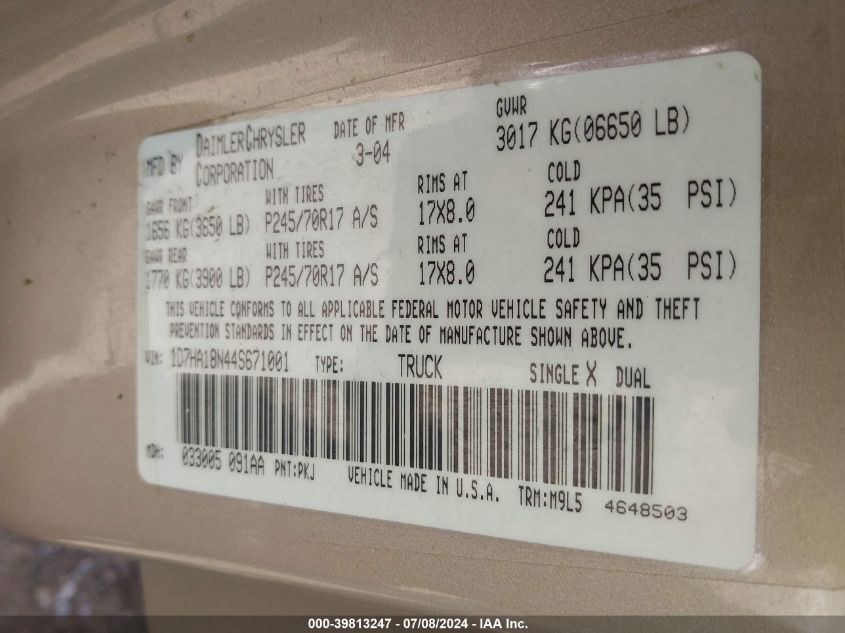 MFD BY DAIMLERCHRYSLER CORPORATION DATE OF MFR 3-04 GVWR 3017 KG(06650 LB)
GAWR FRONT WITH TIRES RIMS AT COLD
1656 KG(3650 LB) P245/70R17 A/S 17X8.0 241 KPA(35 PSI)
GAWR REAR WITH TIRES RIMS AT COLD
1770 KG(3900 LB) P245/70R17 A/S 17X8.0 241 KPA(35 PSI)
THIS VEHICLE CONFORMS TO ALL APPLICABLE FEDERAL MOTOR VEHICLE SAFETY AND THEFT
PREVENTION STANDARDS IN EFFECT ON THE DATE OF MANUFACTURE SHOWN ABOVE.
VIN: 1D7HA18N44S671001 TYPE: TRUCK SINGLE X DUAL
MDH: 033005 091AA PNT:PKJ VEHICLE MADE IN U.S.A. TRM:M9L5 4648503
000-39813247 / 07/08/2024 - IAA Inc.